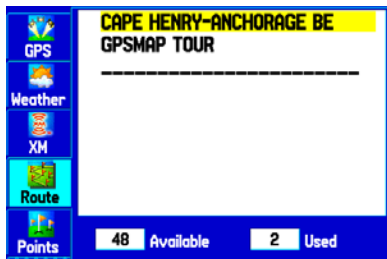 GPS
Weather
XM
Route
Points
CAPE HENRY-ANCHORAGE BE
GPSMAP TOUR
48 Available 2 Used